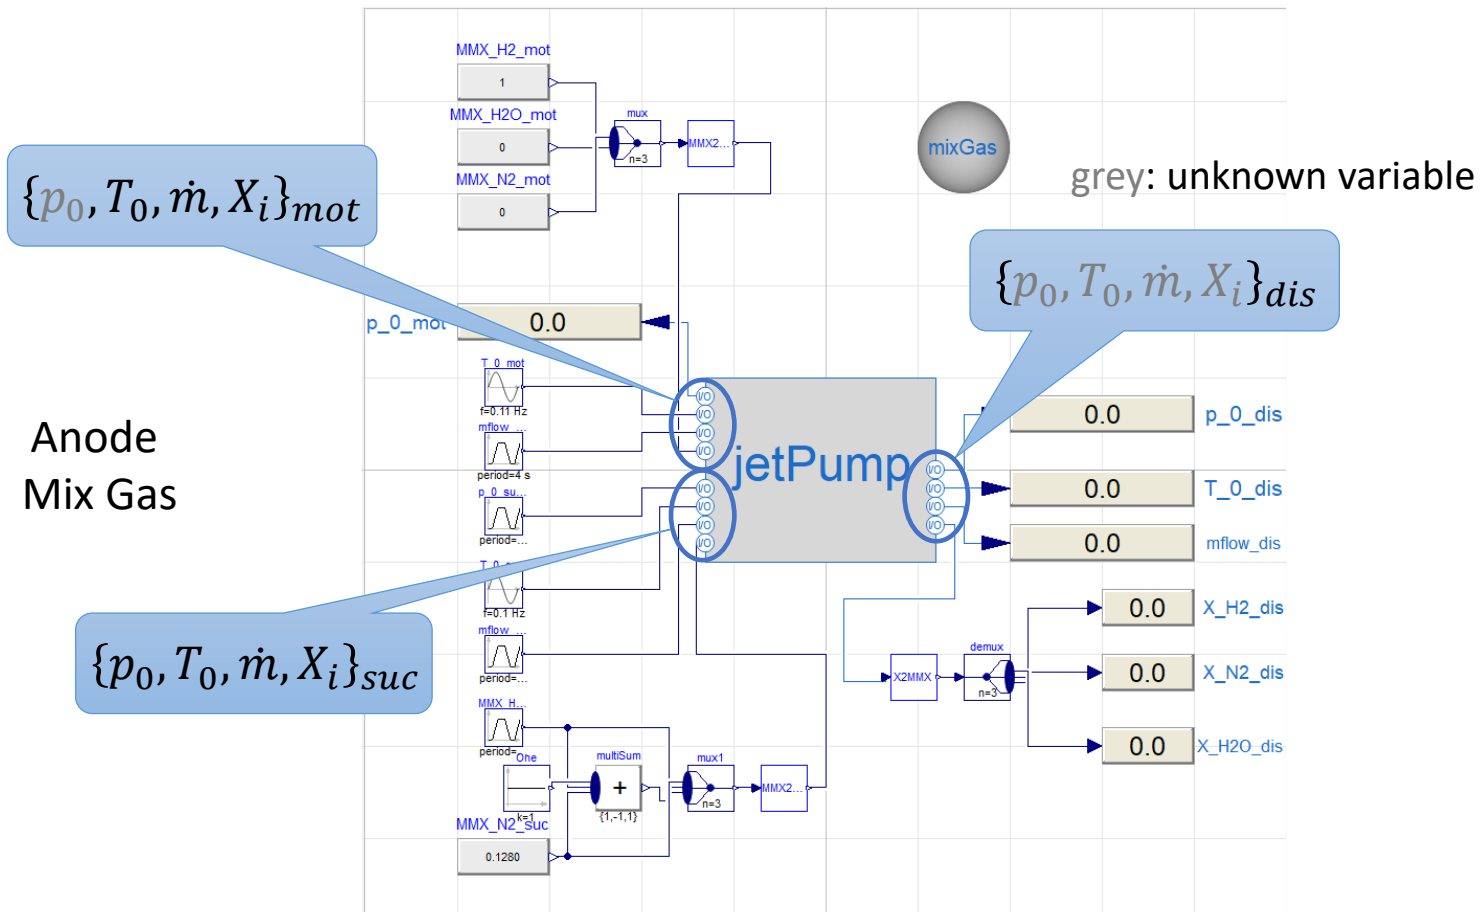 MMX_H2_mot
1
MMX_H2O_mot
0
MMX_N2_mot
0
mux
n=3
MMX2...
mixGas
grey: unknown variable
{p₀, T₀, ṁ, Xᵢ}mot
{p₀, T₀, ṁ, Xᵢ}dis
p_0_mot
0.0
T_0_mot
f=0.11 Hz
mflow_...
period=4 s
p_0_su...
period=...
f=0.1 Hz
mflow_...
period=...
Anode
Mix Gas
I/O
I/O
I/O
I/O
I/O
I/O
I/O
I/O
jetPump
I/O
I/O
I/O
I/O
0.0
p_0_dis
0.0
T_0_dis
0.0
mflow_dis
{p₀, T₀, ṁ, Xᵢ}suc
X2MMX
demux
n=3
0.0
X_H2_dis
0.0
X_N2_dis
0.0
X_H2O_dis
MMX_H...
period=...
One
k=1
multiSum
+
{1,-1,1}
mux1
n=3
MMX2...
MMX_N2_suc
0.1280